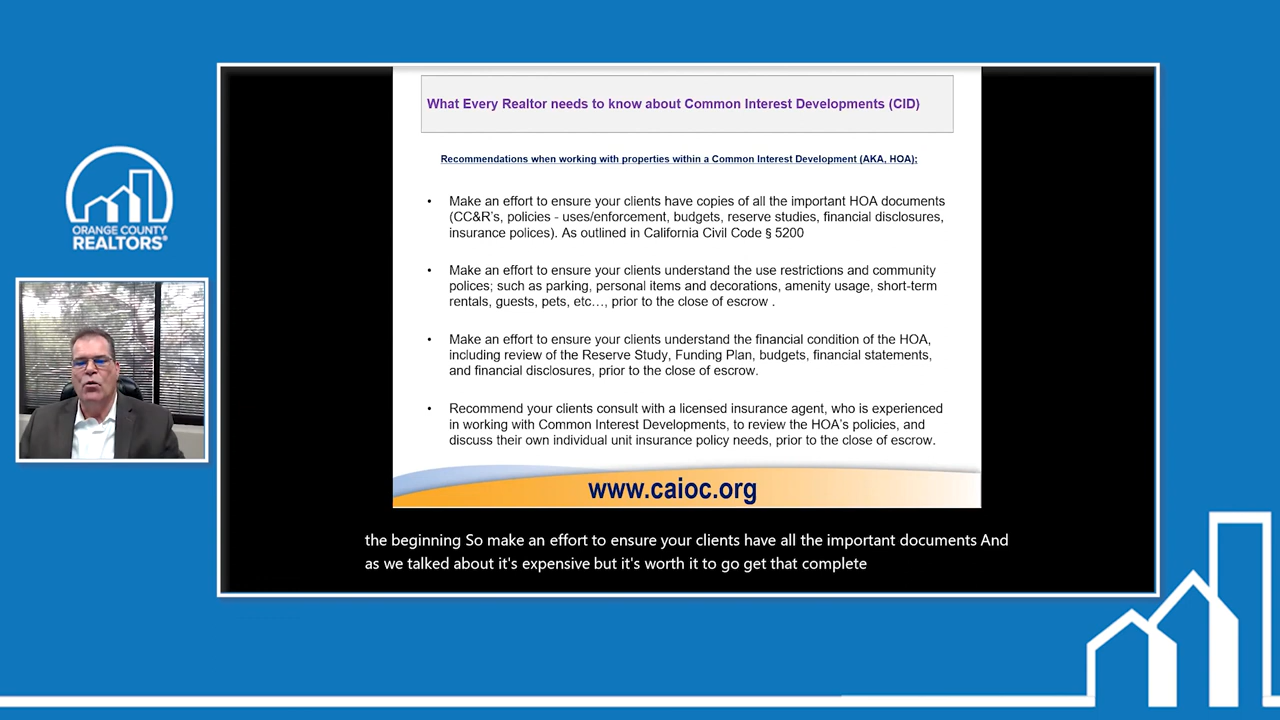 What Every Realtor needs to know about Common Interest Developments (CID)
Recommendations when working with properties within a Common Interest Development (AKA, HOA);
• Make an effort to ensure your clients have copies of all the important HOA documents
(CC&R's, policies - uses/enforcement, budgets, reserve studies, financial disclosures,
insurance polices). As outlined in California Civil Code § 5200
• Make an effort to ensure your clients understand the use restrictions and community
polices; such as parking, personal items and decorations, amenity usage, short-term
rentals, guests, pets, etc…, prior to the close of escrow .
• Make an effort to ensure your clients understand the financial condition of the HOA,
including review of the Reserve Study, Funding Plan, budgets, financial statements,
and financial disclosures, prior to the close of escrow.
• Recommend your clients consult with a licensed insurance agent, who is experienced
in working with Common Interest Developments, to review the HOA's policies, and
discuss their own individual unit insurance policy needs, prior to the close of escrow.
www.caioc.org
the beginning So make an effort to ensure your clients have all the important documents And
as we talked about it's expensive but it's worth it to go get that complete
ORANGE COUNTY
REALTORS®